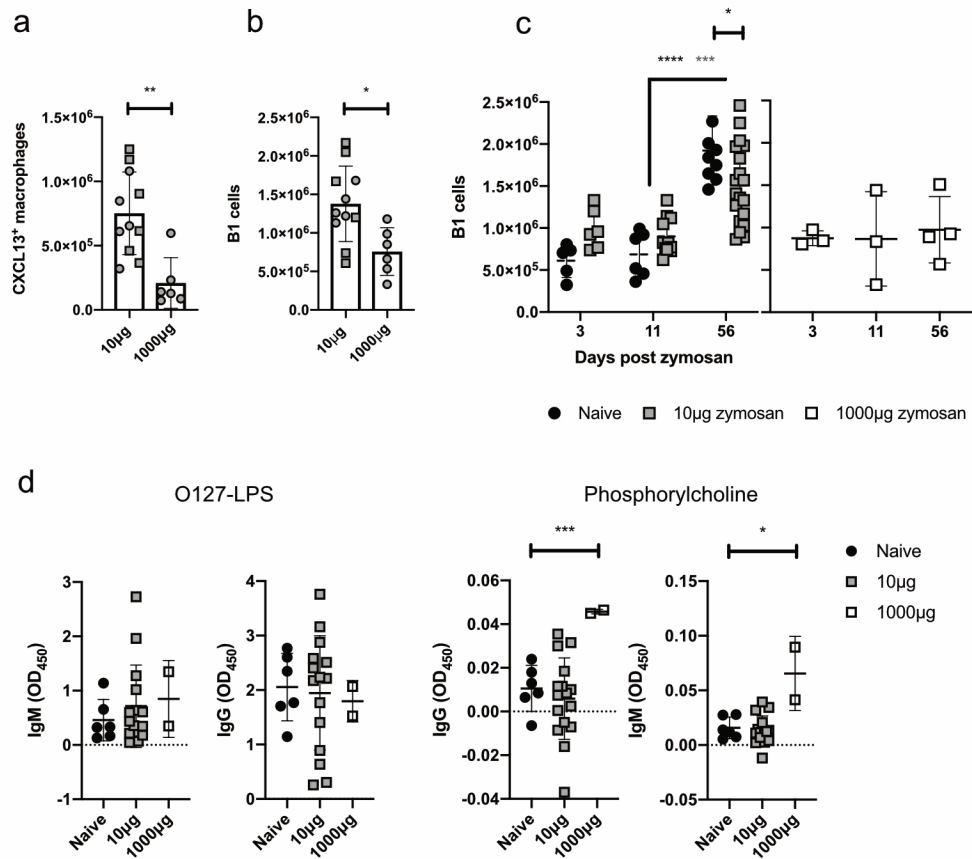 a
b
c
**
*
**** ***
*
CXCL13⁺ macrophages
1.5×10⁶
1.0×10⁶
5.0×10⁵
0.0
10µg
1000µg
B1 cells
2.5×10⁶
2.0×10⁶
1.5×10⁶
1.0×10⁶
5.0×10⁵
0.0
10µg
1000µg
B1 cells
2.5×10⁶
2.0×10⁶
1.5×10⁶
1.0×10⁶
5.0×10⁵
0.0
3 11 56
3 11 56
Days post zymosan
Naive 10µg zymosan 1000µg zymosan
d
O127-LPS
Phosphorylcholine
IgM (OD₄₅₀)
3
2
1
0
-1
Naive
10µg
1000µg
IgG (OD₄₅₀)
4
3
2
1
0
Naive
10µg
1000µg
***
IgG (OD₄₅₀)
0.06
0.04
0.02
0.00
-0.02
-0.04
Naive
10µg
1000µg
*
IgM (OD₄₅₀)
0.15
0.10
0.05
0.00
-0.05
Naive
10µg
1000µg
Naive
10µg
1000µg